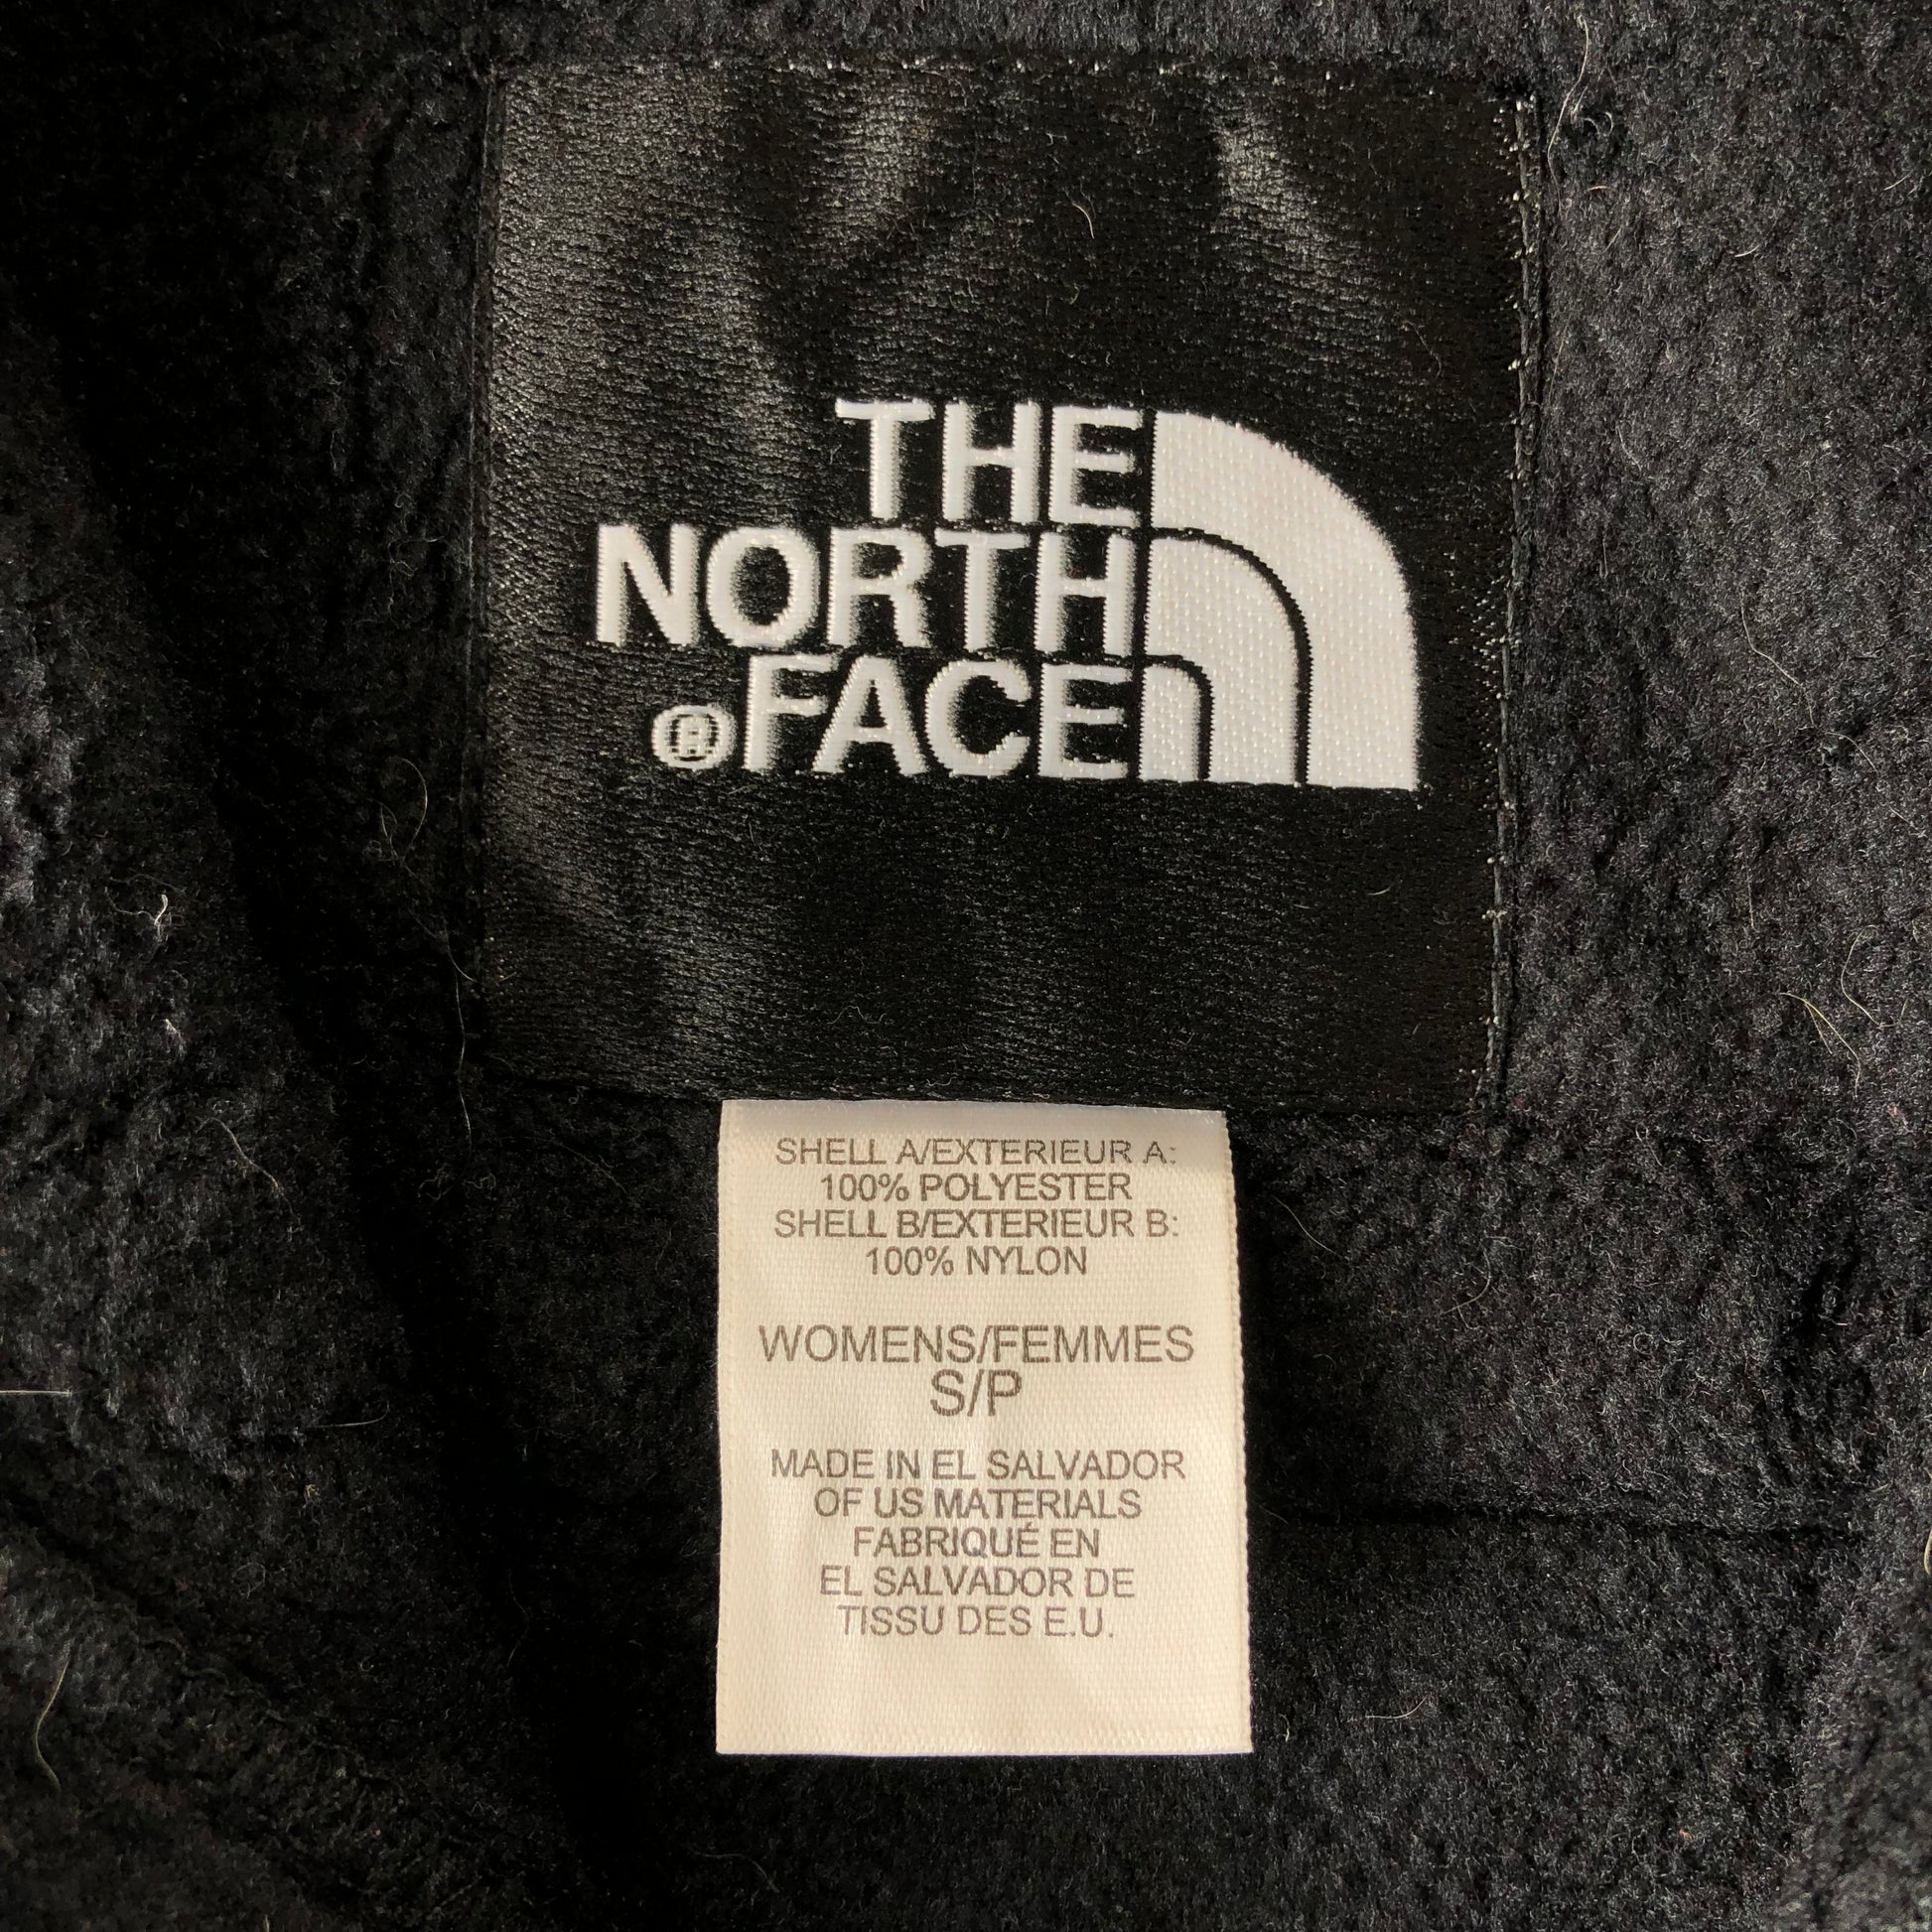 THE
NORTH
®FACE
SHELL A/EXTERIEUR A:
100% POLYESTER
SHELL B/EXTERIEUR B:
100% NYLON
WOMENS/FEMMES
S/P
MADE IN EL SALVADOR
OF US MATERIALS
FABRIQUÉ EN
EL SALVADOR DE
TISSU DES E.U.